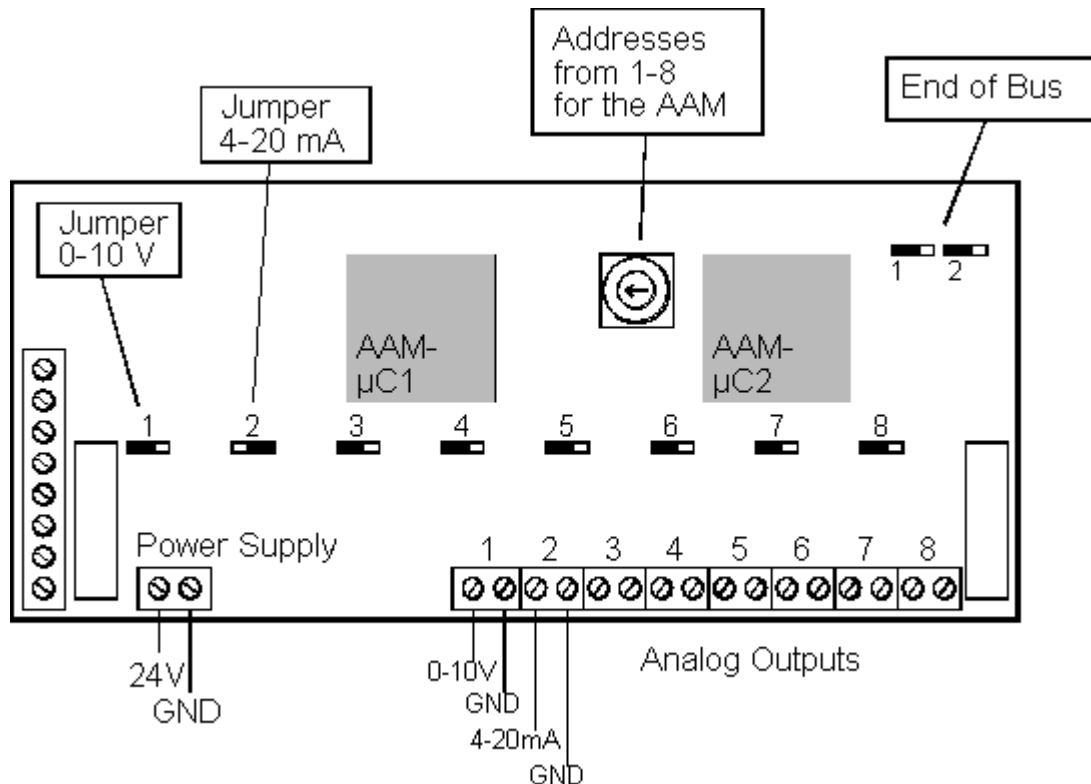 Addresses
from 1-8
for the AAM
End of Bus
Jumper
4-20 mA
Jumper
0-10 V
1 2
AAM-
µC1
AAM-
µC2
1 2 3 4 5 6 7 8
Power Supply
1 2 3 4 5 6 7 8
24V
GND
0-10V
GND
4-20mA
GND
Analog Outputs